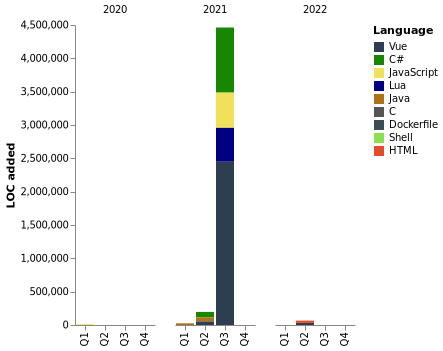 2020 2021 2022
Language
Vue
C#
JavaScript
Lua
Java
C
Dockerfile
Shell
HTML
LOC added
4,500,000
4,000,000
3,500,000
3,000,000
2,500,000
2,000,000
1,500,000
1,000,000
500,000
0
Q1 Q2 Q3 Q4 Q1 Q2 Q3 Q4 Q1 Q2 Q3 Q4